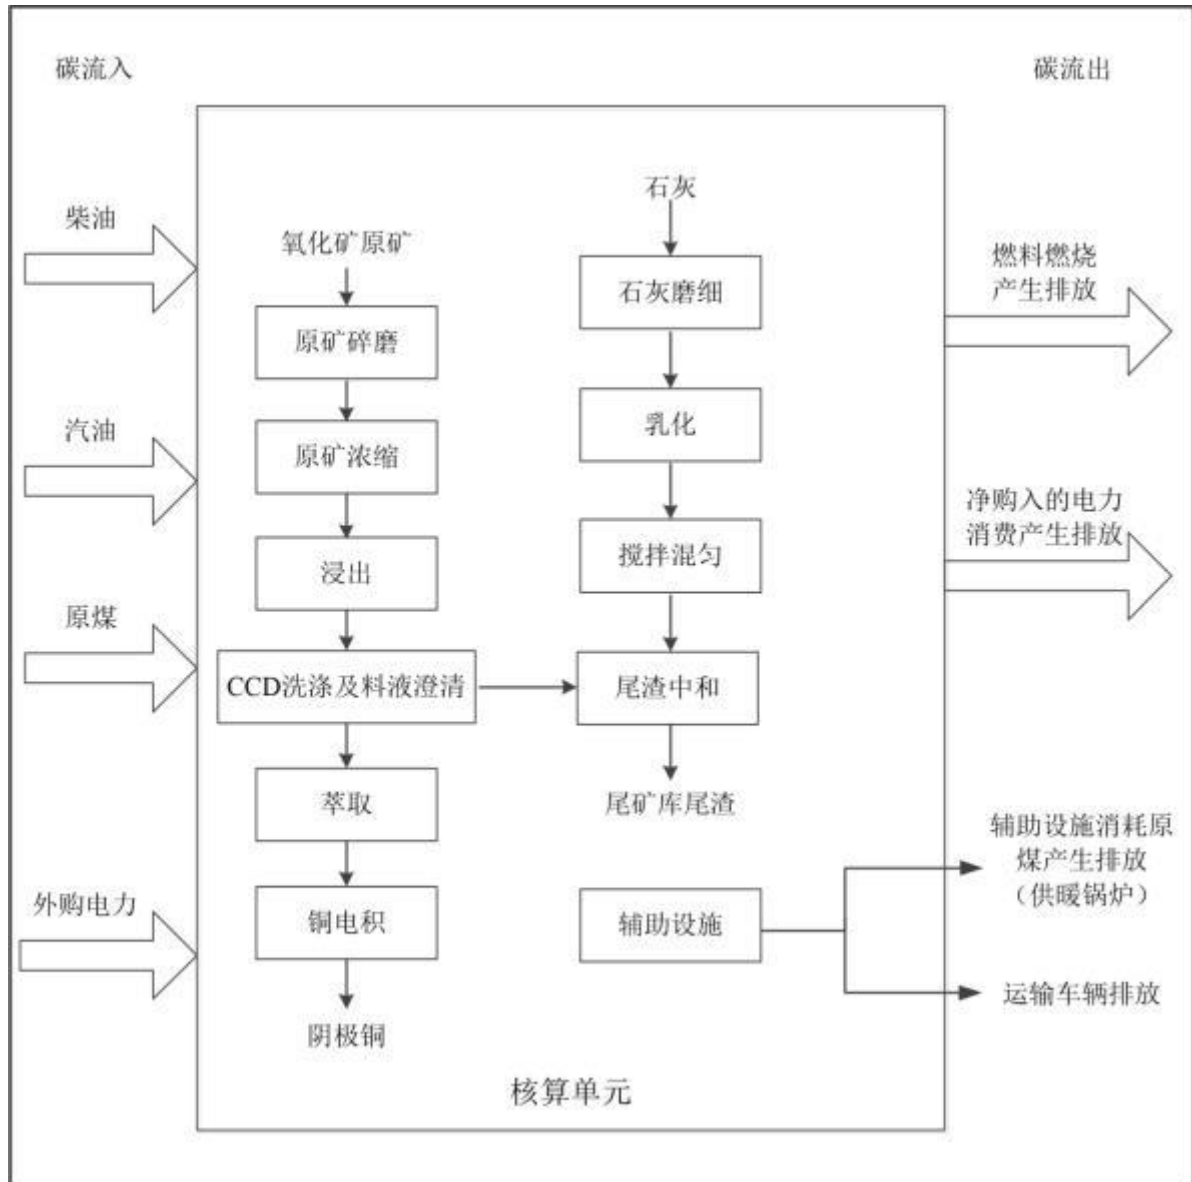 碳流入
碳流出
柴油
汽油
原煤
外购电力
氧化矿原矿
原矿碎磨
原矿浓缩
浸出
CCD洗涤及料液澄清
萃取
铜电积
阴极铜
石灰
石灰磨细
乳化
搅拌混匀
尾渣中和
尾矿库尾渣
辅助设施
核算单元
燃料燃烧
产生排放
净购入的电力
消费产生排放
辅助设施消耗原
煤产生排放
（供暖锅炉）
运输车辆排放